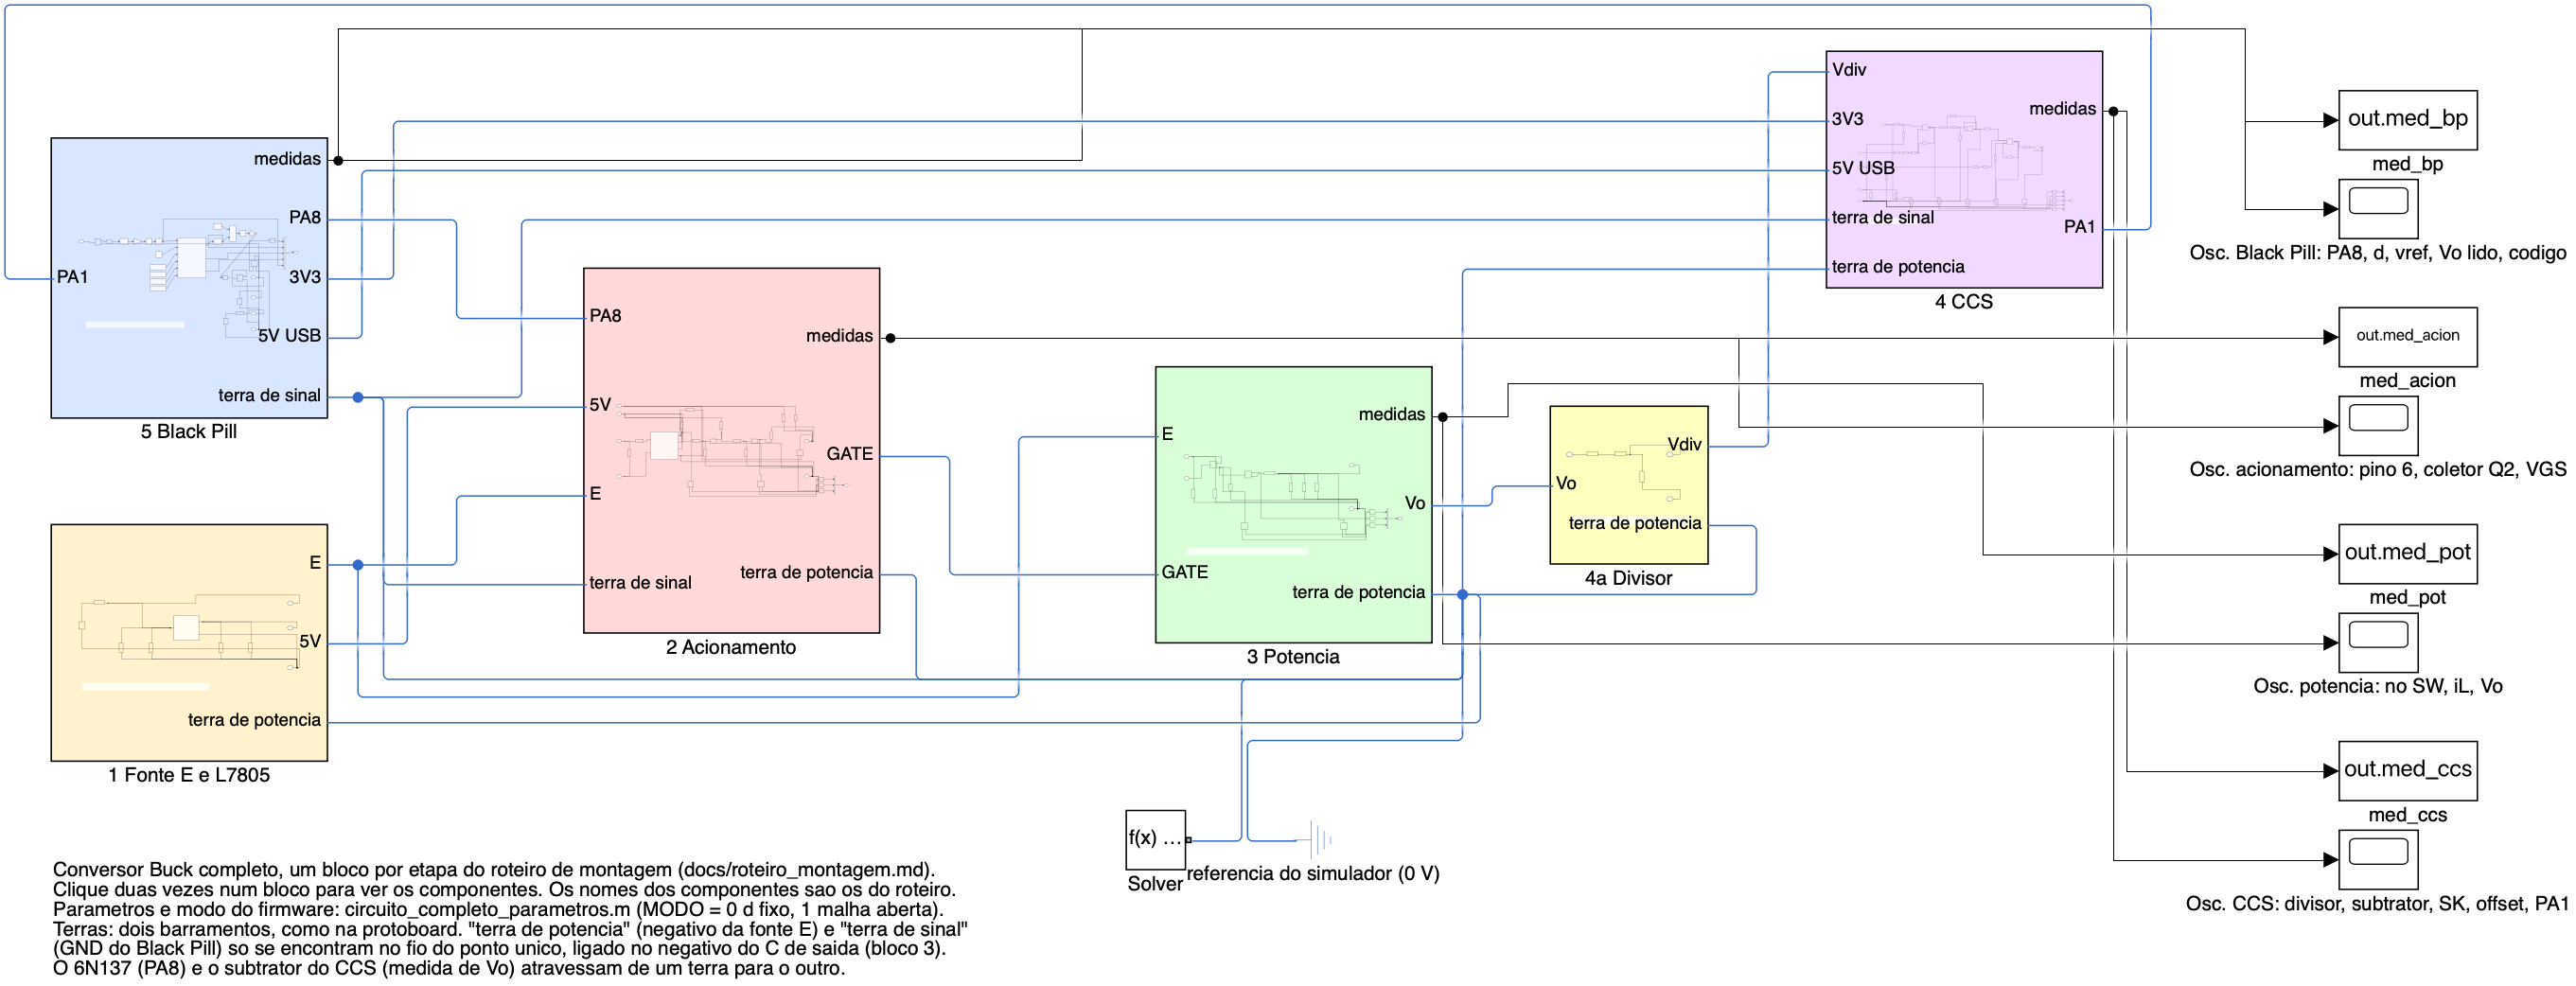 medidas
PA8
PA1
3V3
5V USB
terra de sinal
5 Black Pill
E
5V
terra de potencia
1 Fonte E e L7805
PA8
medidas
5V
GATE
E
terra de sinal
terra de potencia
2 Acionamento
medidas
E
Vo
GATE
terra de potencia
3 Potencia
Vdiv
Vo
terra de potencia
4a Divisor
Vdiv
medidas
3V3
5V USB
terra de sinal
PA1
terra de potencia
4 CCS
out.med_bp
med_bp
Osc. Black Pill: PA8, d, vref, Vo lido, codigo
out.med_acion
med_acion
Osc. acionamento: pino 6, coletor Q2, VGS
out.med_pot
med_pot
Osc. potencia: no SW, iL, Vo
out.med_ccs
med_ccs
Osc. CCS: divisor, subtrator, SK, offset, PA1
f(x) ...
Solver
referencia do simulador (0 V)
Conversor Buck completo, um bloco por etapa do roteiro de montagem (docs/roteiro_montagem.md).
Clique duas vezes num bloco para ver os componentes. Os nomes dos componentes sao os do roteiro.
Parametros e modo do firmware: circuito_completo_parametros.m (MODO = 0 d fixo, 1 malha aberta).
Terras: dois barramentos, como na protoboard. "terra de potencia" (negativo da fonte E) e "terra de sinal"
(GND do Black Pill) so se encontram no fio do ponto unico, ligado no negativo do C de saida (bloco 3).
O 6N137 (PA8) e o subtrator do CCS (medida de Vo) atravessam de um terra para o outro.